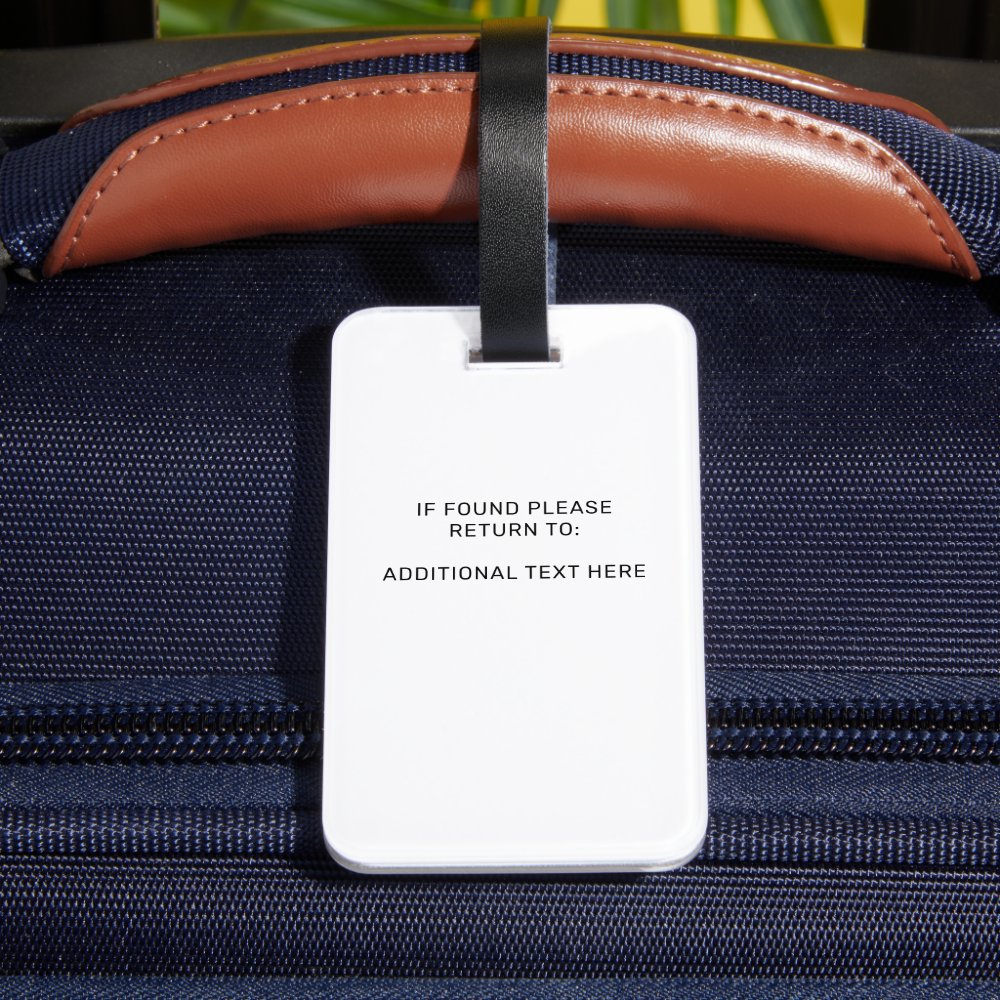 IF FOUND PLEASE
RETURN TO:
ADDITIONAL TEXT HERE